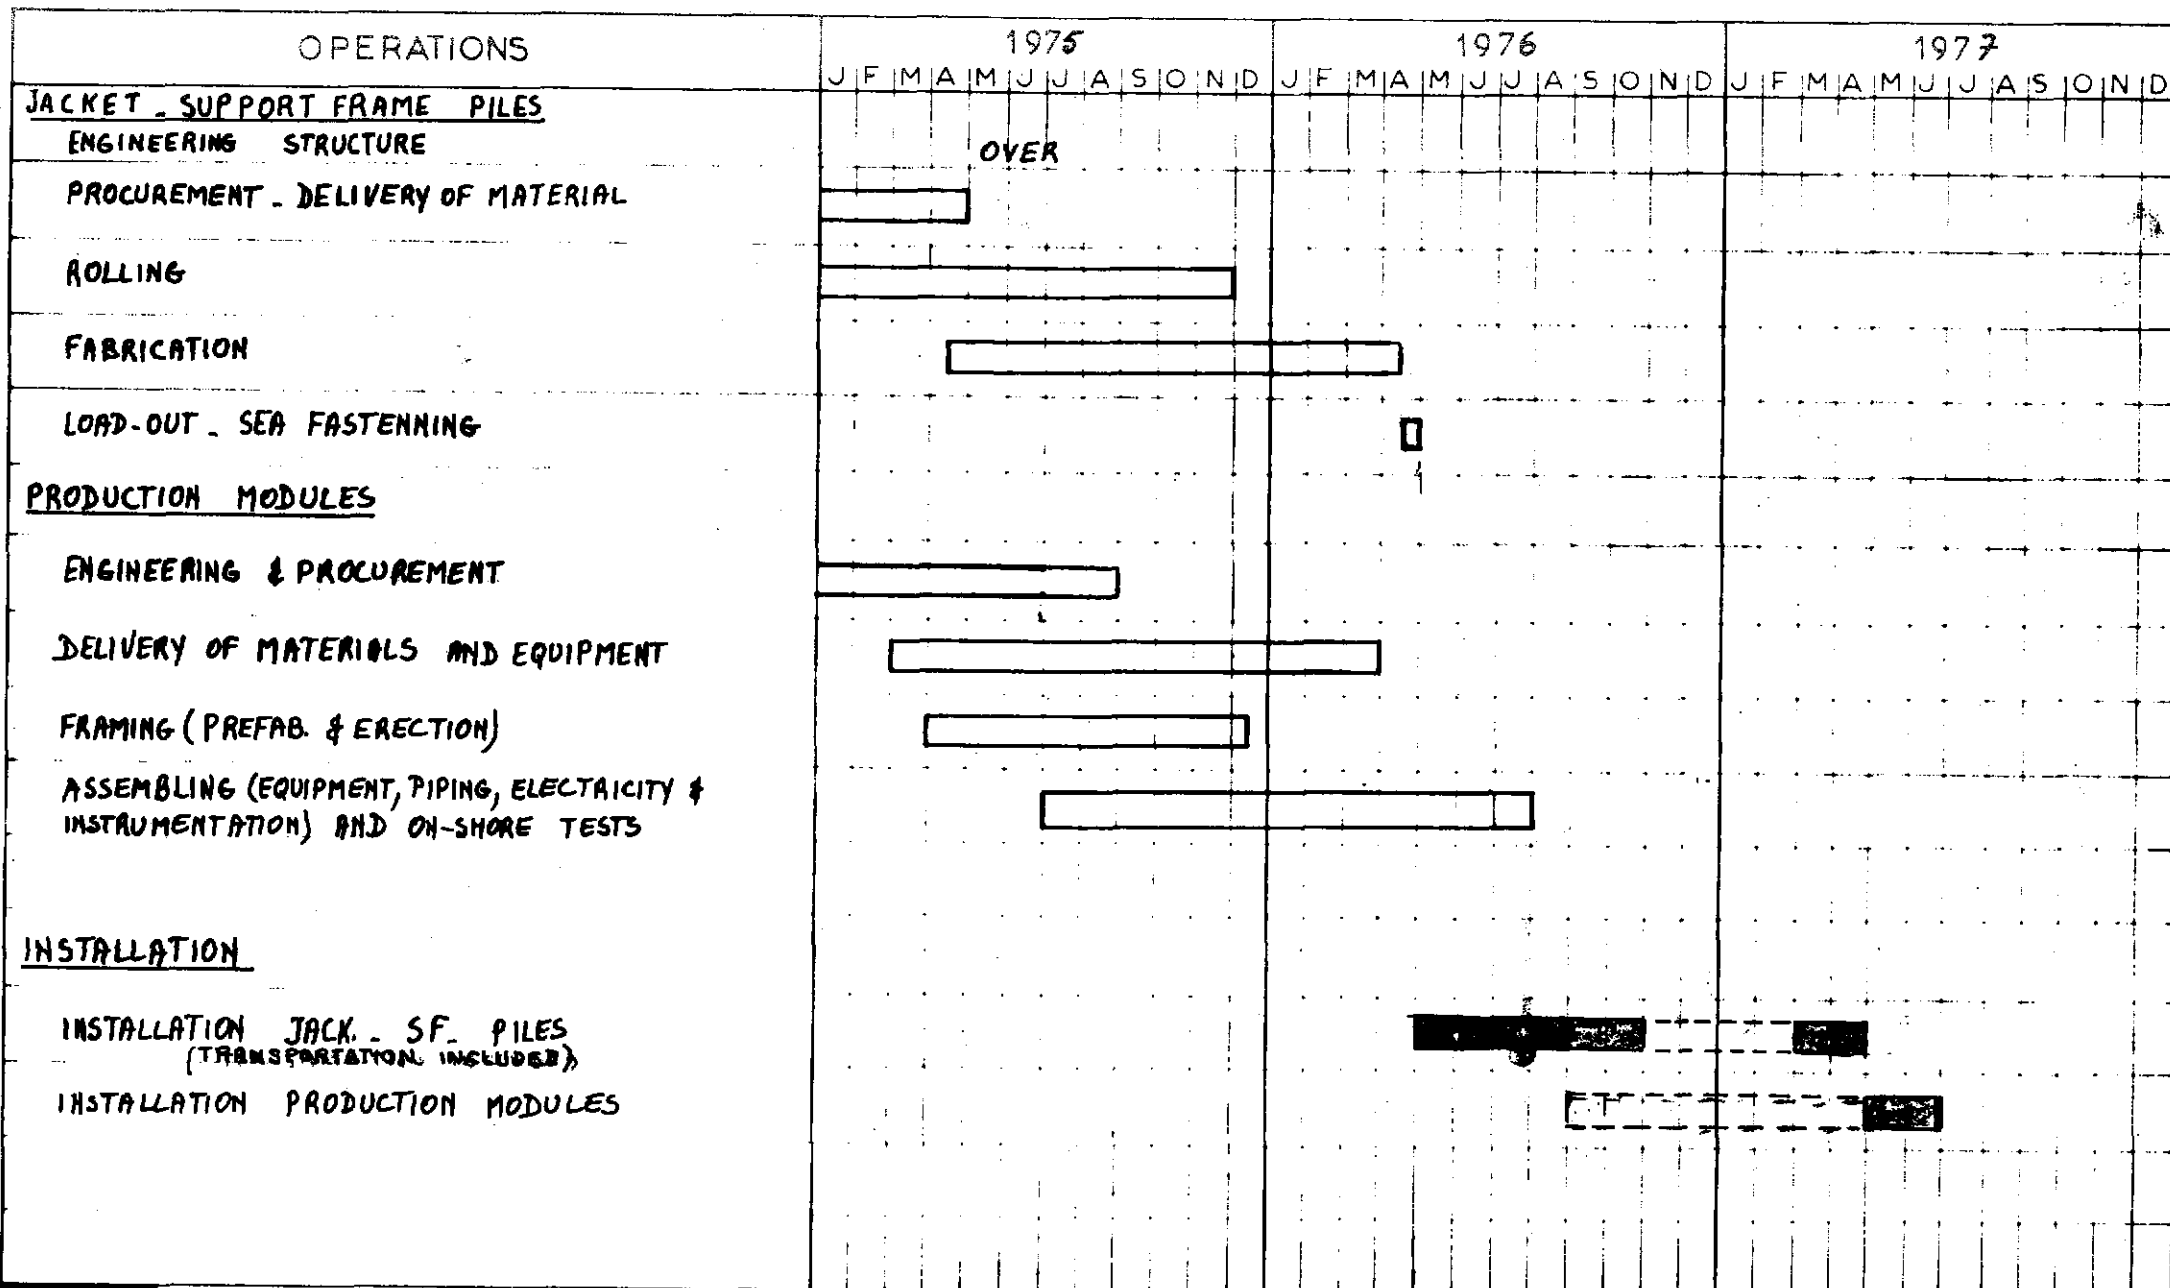 OPERATIONS 1975 1976 1977
J F M A M J J A S O N D J F M A M J J A S O N D J F M A M J J A S O N D
JACKET - SUPPORT FRAME PILES
ENGINEERING STRUCTURE OVER
PROCUREMENT - DELIVERY OF MATERIAL
ROLLING
FABRICATION
LOAD-OUT - SEA FASTENNING
PRODUCTION MODULES
ENGINEERING & PROCUREMENT
DELIVERY OF MATERIALS AND EQUIPMENT
FRAMING (PREFAB. & ERECTION)
ASSEMBLING (EQUIPMENT, PIPING, ELECTRICITY &
INSTRUMENTATION) AND ON-SHORE TESTS
INSTALLATION
INSTALLATION JACK. - SF. PILES
(TRANSPORTATION INCLUDED)
INSTALLATION PRODUCTION MODULES